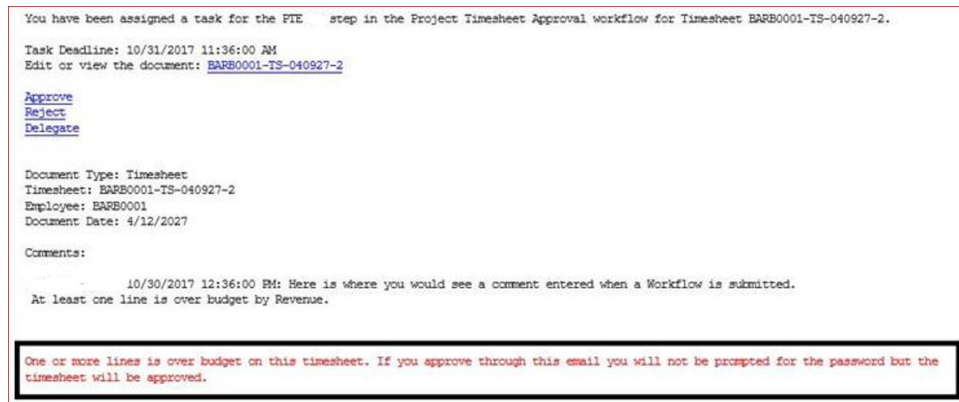 You have been assigned a task for the PTE step in the Project Timesheet Approval workflow for Timesheet BARB0001-TS-040927-2.
Task Deadline: 10/31/2017 11:36:00 AM
Edit or view the document: BARB0001-TS-040927-2
Approve
Reject
Delegate
Document Type: Timesheet
Timesheet: BARB0001-TS-040927-2
Employee: BARB0001
Document Date: 4/12/2027
Comments:
10/30/2017 12:36:00 PM: Here is where you would see a comment entered when a Workflow is submitted.
At least one line is over budget by Revenue.
One or more lines is over budget on this timesheet. If you approve through this email you will not be prompted for the password but the
timesheet will be approved.